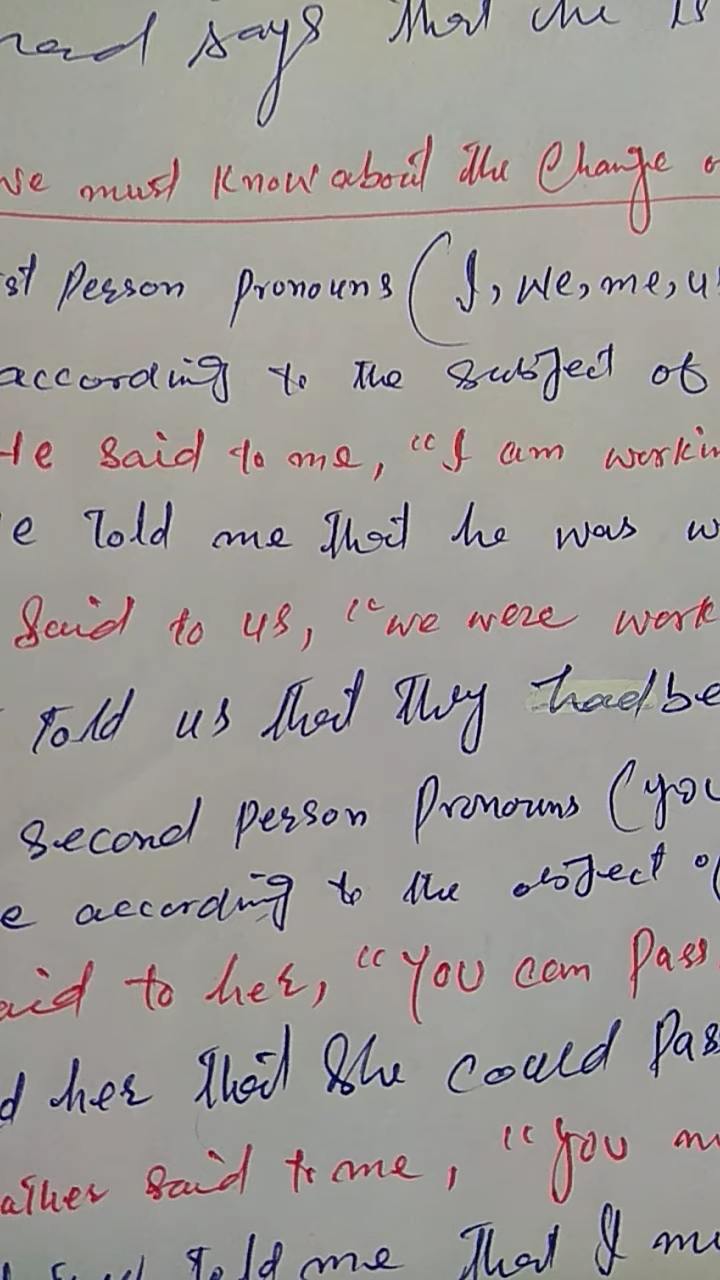 says that he is
We must know about the Change o
st Person pronouns (I, We, me, us
according to the subject of
He said to me, “I am workin
e Told me that he was w
Said to us, “we were work
Told us that They had be
second person pronouns (you
e according to the object of
aid to her, “You can Pass
d her that She could Pas
ather said to me, “you m
told me that I m